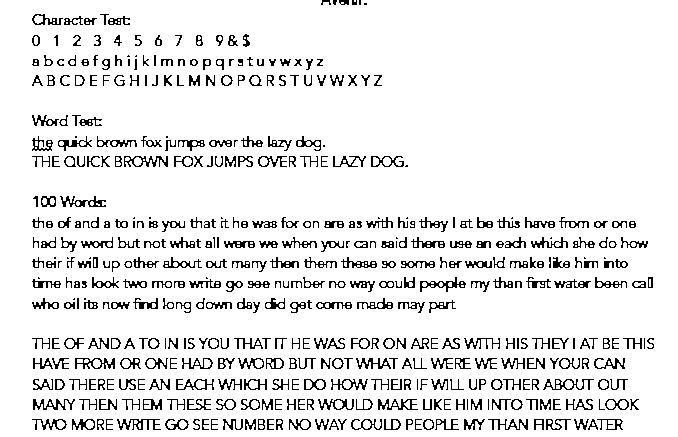 Avenir:
Character Test:
0 1 2 3 4 5 6 7 8 9 & $
a b c d e f g h i j k l m n o p q r s t u v w x y z
A B C D E F G H I J K L M N O P Q R S T U V W X Y Z
Word Test:
the quick brown fox jumps over the lazy dog.
THE QUICK BROWN FOX JUMPS OVER THE LAZY DOG.
100 Words:
the of and a to in is you that it he was for on are as with his they I at be this have from or one
had by word but not what all were we when your can said there use an each which she do how
their if will up other about out many then them these so some her would make like him into
time has look two more write go see number no way could people my than first water been call
who oil its now find long down day did get come made may part
THE OF AND A TO IN IS YOU THAT IT HE WAS FOR ON ARE AS WITH HIS THEY I AT BE THIS
HAVE FROM OR ONE HAD BY WORD BUT NOT WHAT ALL WERE WE WHEN YOUR CAN
SAID THERE USE AN EACH WHICH SHE DO HOW THEIR IF WILL UP OTHER ABOUT OUT
MANY THEN THEM THESE SO SOME HER WOULD MAKE LIKE HIM INTO TIME HAS LOOK
TWO MORE WRITE GO SEE NUMBER NO WAY COULD PEOPLE MY THAN FIRST WATER